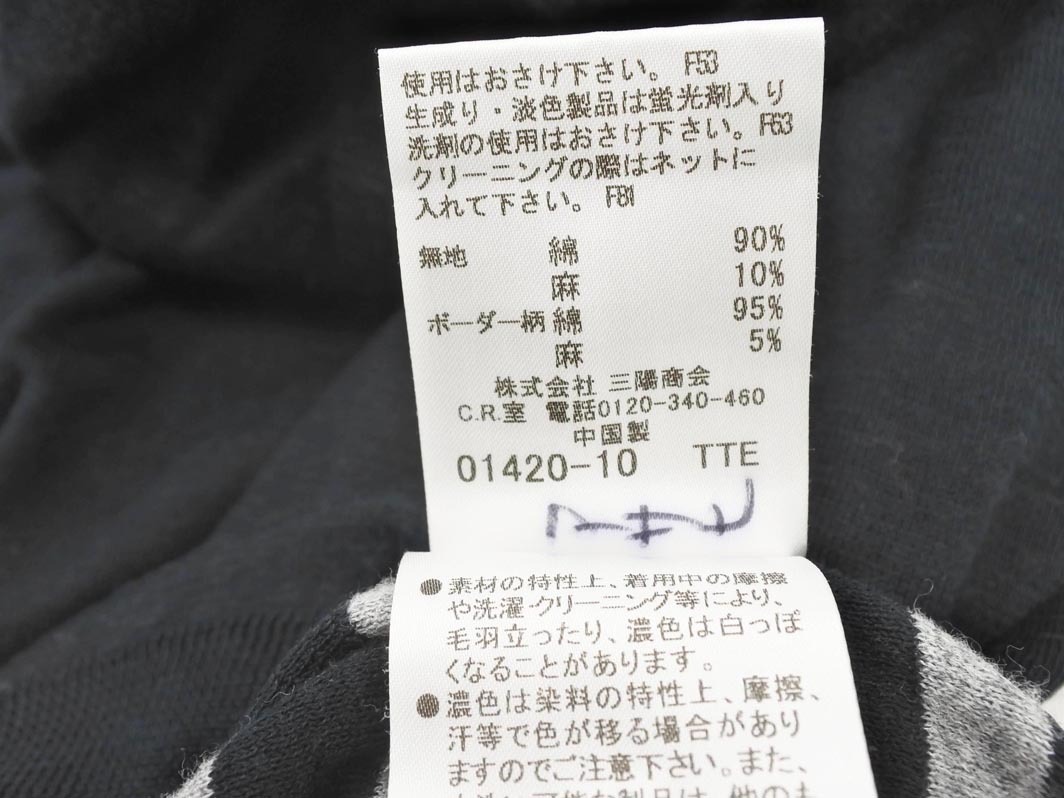 使用はおさけ下さい。 F53
生成り・淡色製品は蛍光剤入り
洗剤の使用はおさけ下さい。F63
クリーニングの際はネットに
入れて下さい。 F81
無地 綿 90%
麻 10%
ボーダー柄 綿 95%
麻 5%
株式会社 三陽商会
C.R.室 電話0120-340-460
中国製
01420-10 TTE
●素材の特性上、着用中の摩擦
や洗濯・クリーニング等により、
毛羽立ったり、濃色は白っぽ
くなることがあります。
●濃色は染料の特性上、摩擦、
汗等で色が移る場合があり
ますのでご注意下さい。また、